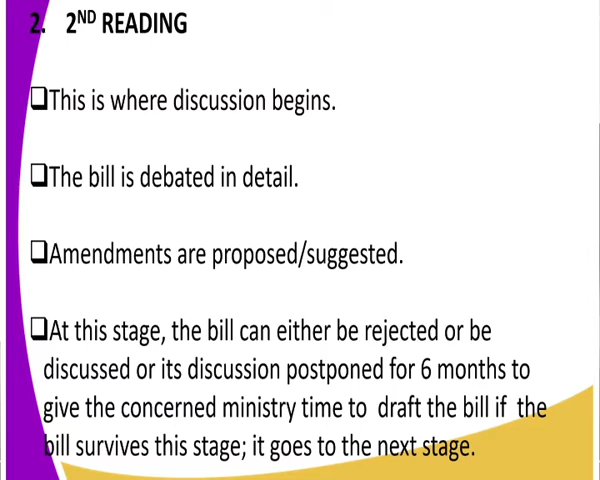 2. 2ND READING
❑This is where discussion begins.
❑The bill is debated in detail.
❑Amendments are proposed/suggested.
❑At this stage, the bill can either be rejected or be
discussed or its discussion postponed for 6 months to
give the concerned ministry time to draft the bill if the
bill survives this stage; it goes to the next stage.